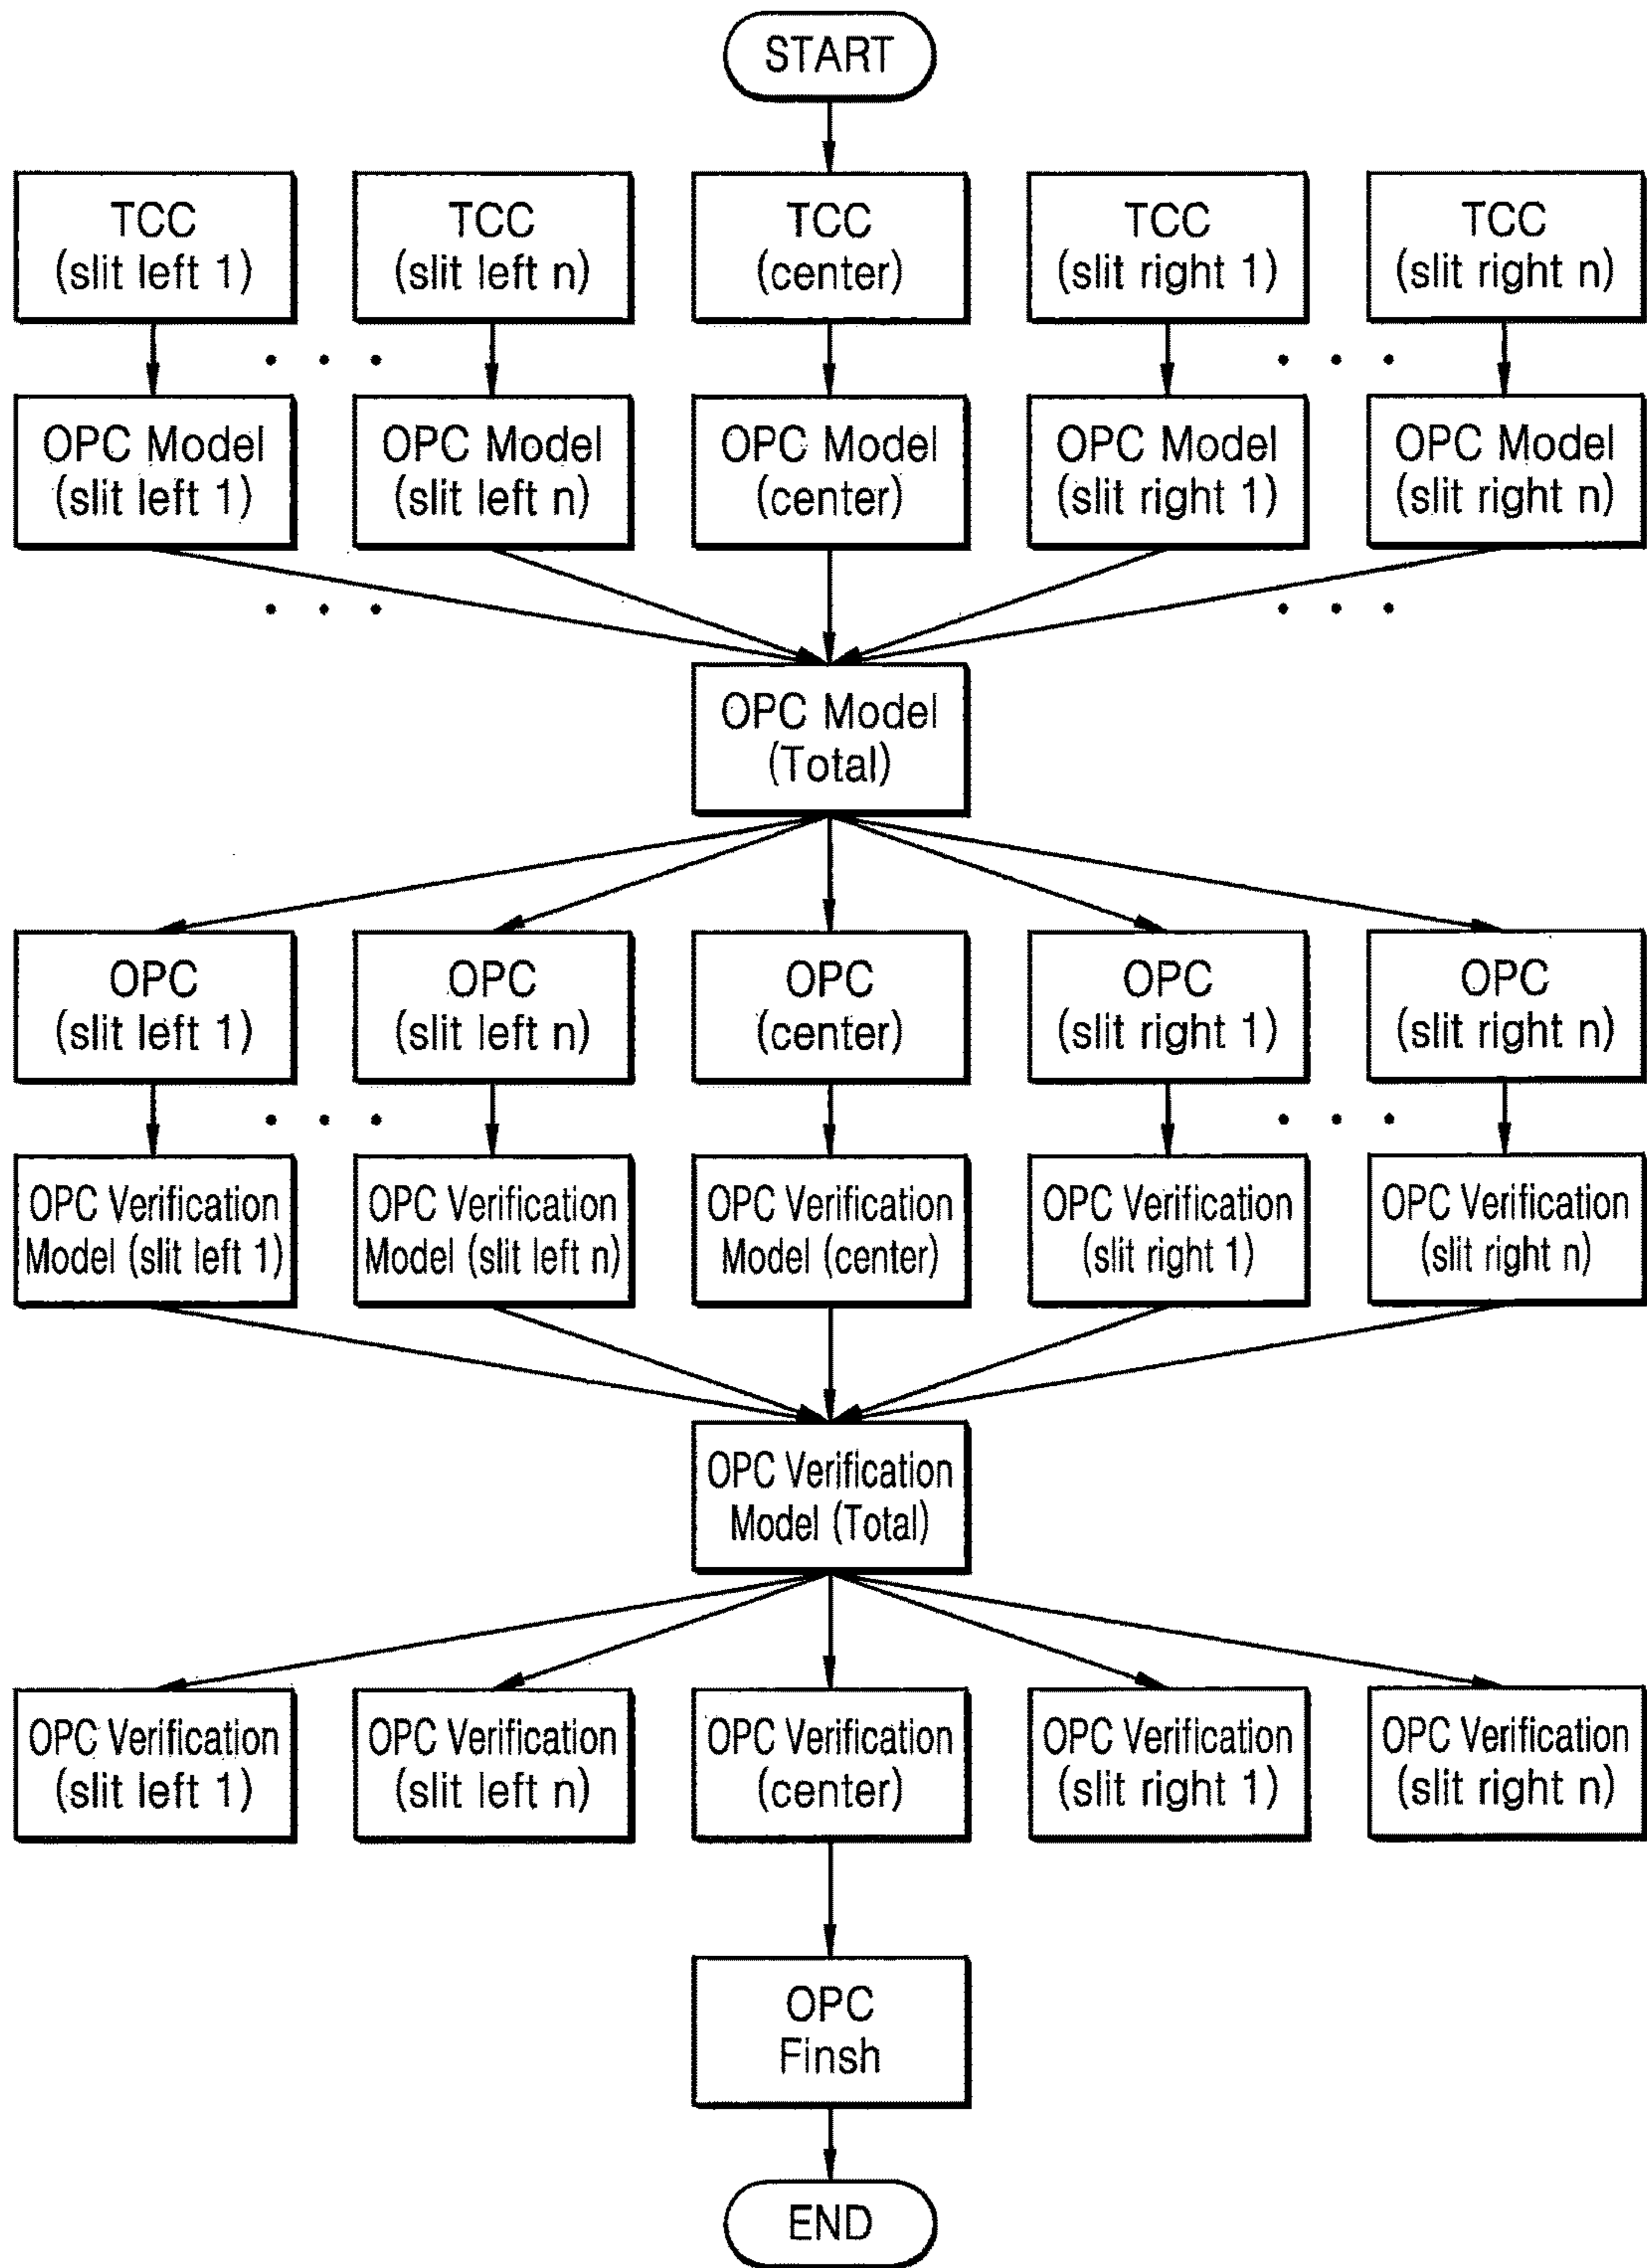 START
TCC
(slit left 1)
TCC
(slit left n)
TCC
(center)
TCC
(slit right 1)
TCC
(slit right n)
OPC Model
(slit left 1)
OPC Model
(slit left n)
OPC Model
(center)
OPC Model
(slit right 1)
OPC Model
(slit right n)
OPC Model
(Total)
OPC
(slit left 1)
OPC
(slit left n)
OPC
(center)
OPC
(slit right 1)
OPC
(slit right n)
OPC Verification
Model (slit left 1)
OPC Verification
Model (slit left n)
OPC Verification
Model (center)
OPC Verification
(slit right 1)
OPC Verification
(slit right n)
OPC Verification
Model (Total)
OPC Verification
(slit left 1)
OPC Verification
(slit left n)
OPC Verification
(center)
OPC Verification
(slit right 1)
OPC Verification
(slit right n)
OPC
Finsh
END